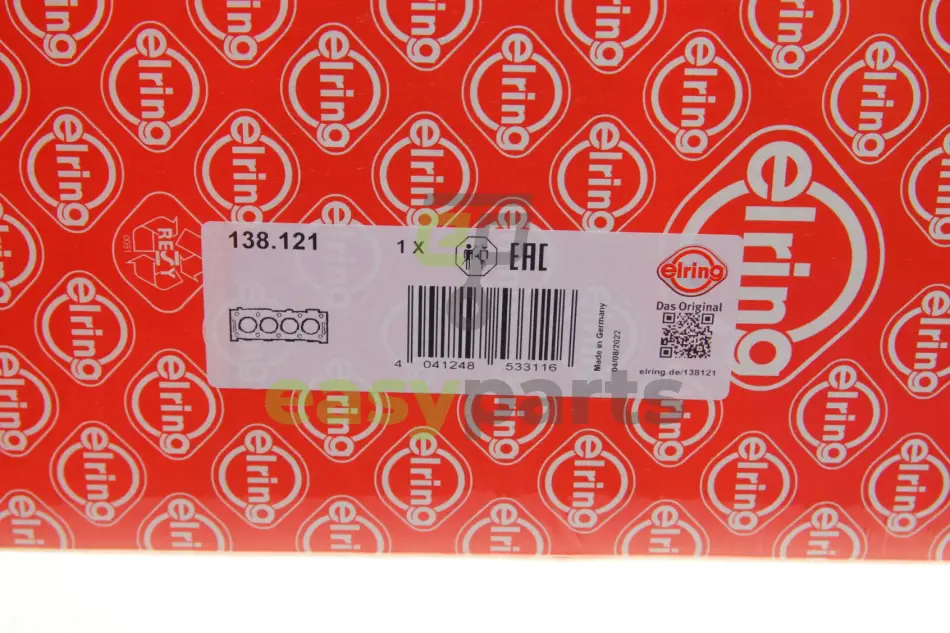 138.121
1 X
EAC
elring
Das Original
Made in Germany
04/08/2022
4 041248 533116
elring.de/138121
RESY
easyparts
elring